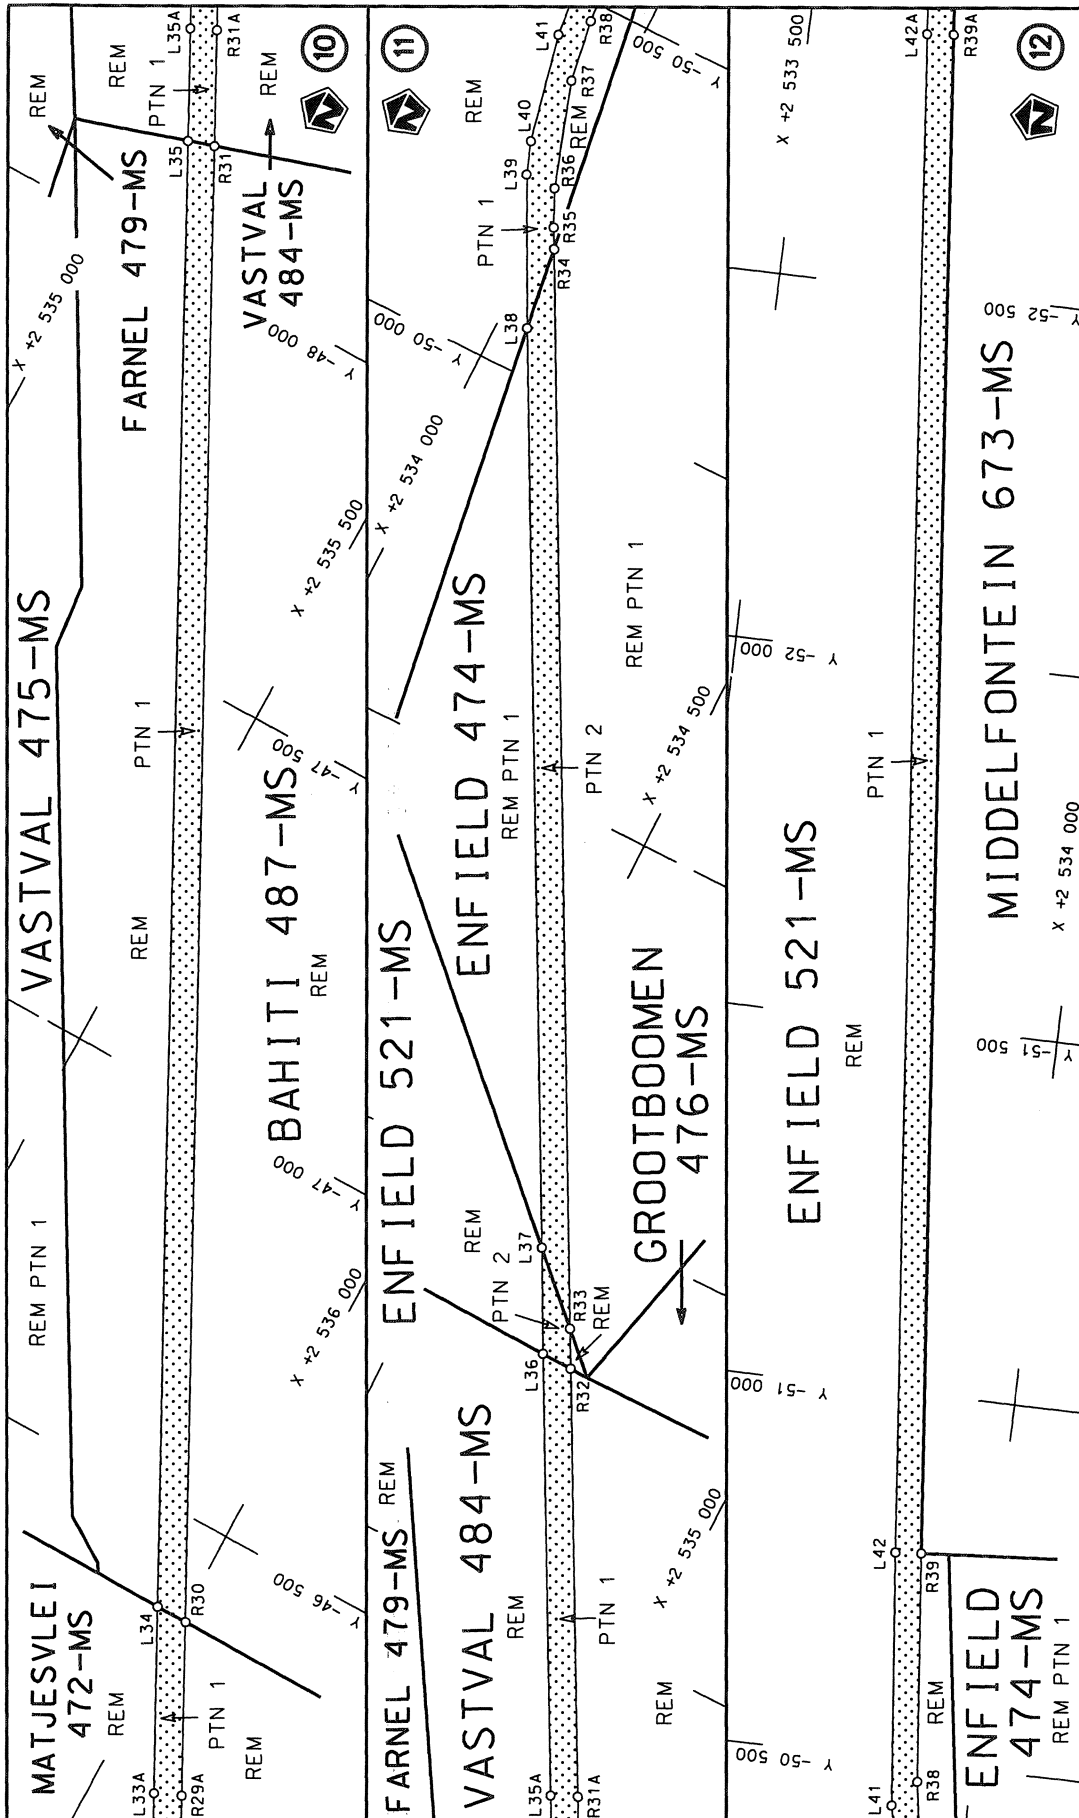 MATJESVLEI
472-MS
REM
L33A
R29A
PTN 1
REM
L34
R30
REM PTN 1
VASTVAL 475-MS
REM
PTN 1
BAHITI 487-MS
REM
Y -46 500
X +2 536 000
Y -47 000
Y -47 500
X +2 535 500
Y -48 000
X +2 535 000
FARNEL 479-MS
VASTVAL
484-MS
REM
REM
REM
PTN 1
L35
R31
L35A
R31A
N
10
FARNEL 479-MS
REM
VASTVAL 484-MS
REM
L35A
R31A
PTN 1
REM
X +2 535 000
Y -50 500
ENFIELD 521-MS
L36
R32
PTN 2
REM
R33
REM
L37
GROOTBOOMEN
476-MS
ENFIELD 474-MS
REM PTN 1
PTN 2
REM PTN 1
X +2 534 500
X +2 534 000
Y -50 000
L38
R34
R35
PTN 1
L39
R36
REM
L40
R37
REM
L41
R38
Y -50 500
N
11
L41
R38
REM
ENFIELD
474-MS
REM PTN 1
L42
R39
Y -51 000
ENFIELD 521-MS
REM
Y -51 500
X +2 534 000
PTN 1
MIDDELFONTEIN 673-MS
Y -52 000
Y -52 500
X +2 533 500
L42A
R39A
N
12